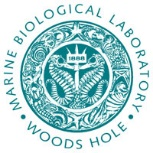 MARINE BIOLOGICAL LABORATORY
1888
WOODS HOLE